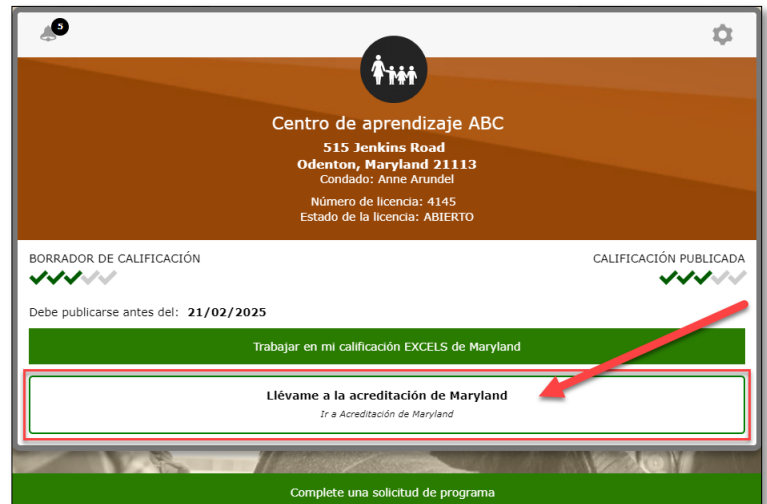 5
Centro de aprendizaje ABC
515 Jenkins Road
Odenton, Maryland 21113
Condado: Anne Arundel
Número de licencia: 4145
Estado de la licencia: ABIERTO
BORRADOR DE CALIFICACIÓN
CALIFICACIÓN PUBLICADA
Debe publicarse antes del: 21/02/2025
Trabajar en mi calificación EXCELS de Maryland
Llévame a la acreditación de Maryland
Ir a Acreditación de Maryland
Complete una solicitud de programa